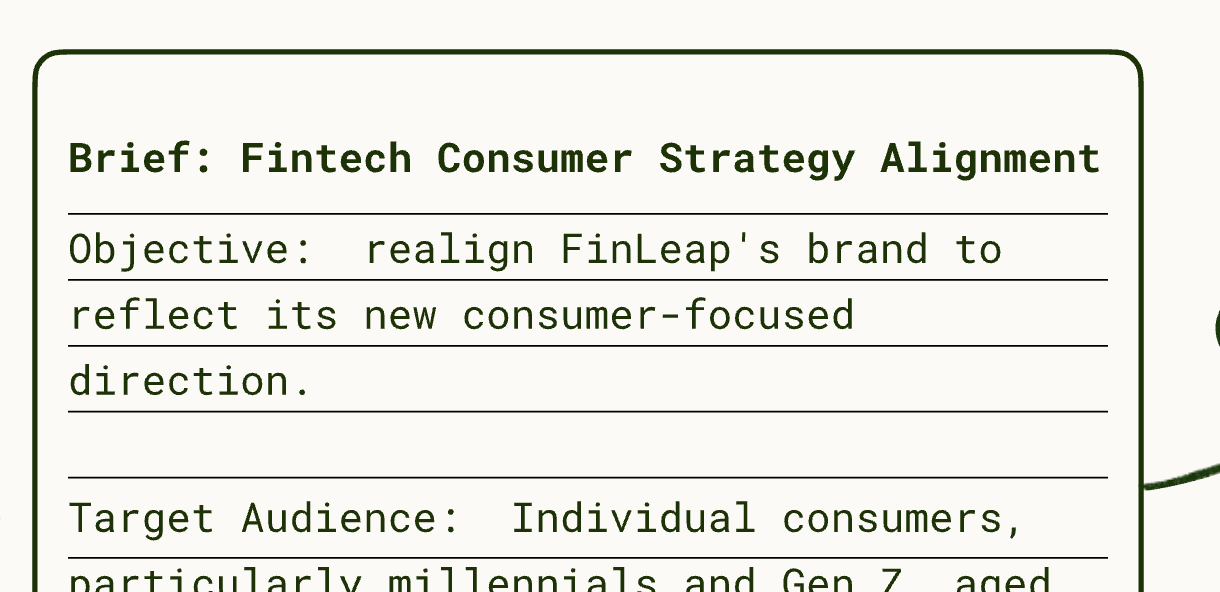 Brief: Fintech Consumer Strategy Alignment
Objective:  realign FinLeap's brand to
reflect its new consumer-focused
direction.
Target Audience:  Individual consumers,
particularly millennials and Gen Z, aged